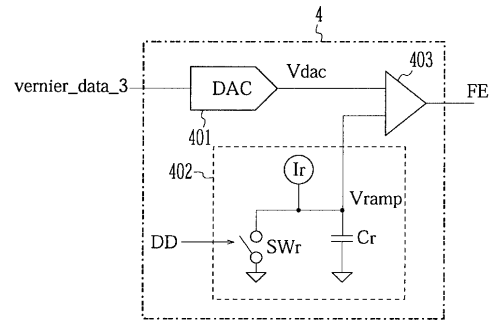 4
vernier_data_3
DAC
401
Vdac
403
FE
402
Ir
Vramp
DD
SWr
Cr